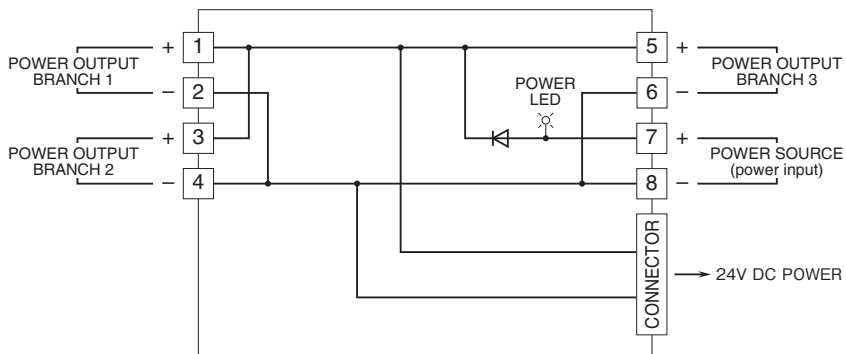 + 1
POWER OUTPUT
BRANCH 1
– 2
+ 3
POWER OUTPUT
BRANCH 2
– 4
POWER
LED
5 +
POWER OUTPUT
BRANCH 3
6 –
7 +
POWER SOURCE
(power input)
8 –
CONNECTOR
24V DC POWER